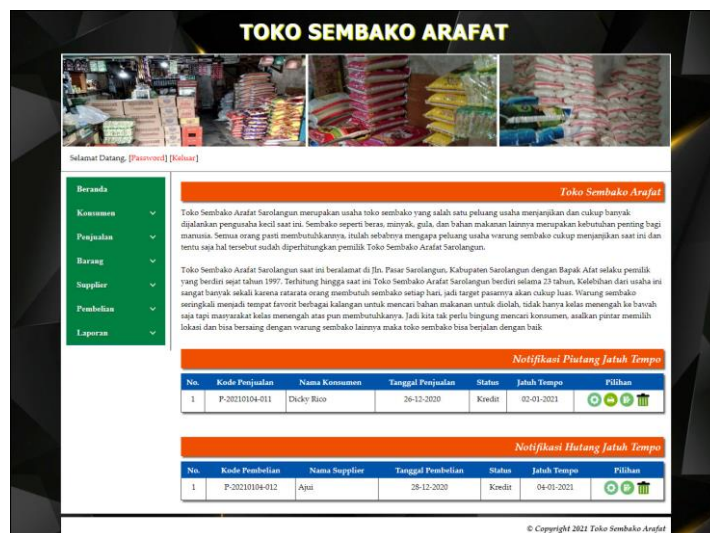 TOKO SEMBAKO ARAFAT
Selamat Datang, [Password] [Keluar]
Beranda
Konsumen
Penjualan
Barang
Supplier
Pembelian
Laporan
Toko Sembako Arafat
Toko Sembako Arafat Sarolangun merupakan usaha toko sembako yang salah satu peluang usaha menjanjikan dan cukup banyak
dijalankan pengusaha kecil saat ini. Sembako seperti beras, minyak, gula, dan bahan makanan lainnya merupakan kebutuhan penting bagi
manusia. Semua orang pasti membutuhkannya, itulah sebabnya mengapa peluang usaha warung sembako cukup menjanjikan saat ini dan
tentu saja hal tersebut sudah diperhitungkan pemilik Toko Sembako Arafat Sarolangun.
Toko Sembako Arafat Sarolangun saat ini beralamat di Jln. Pasar Sarolangun, Kabupaten Sarolangun dengan Bapak Afat selaku pemilik
yang berdiri sejat tahun 1997. Terhitung hingga saat ini Toko Sembako Arafat Sarolangun berdiri selama 23 tahun. Kelebihan dari usaha ini
sangat banyak sekali karena ratarata orang membutuh sembako setiap hari, jadi target pasarnya akan cukup luas. Warung sembako
seringkali menjadi tempat favorit berbagai kalangan untuk mencari bahan makanan untuk diolah, tidak hanya kelas menengah ke bawah
saja tapi masyarakat kelas menengah atas pun membutuhkanya. Jadi kita tak perlu bingung mencari konsumen, asalkan pintar memilih
lokasi dan bisa bersaing dengan warung sembako lainnya maka toko sembako bisa berjalan dengan baik
Notifikasi Piutang Jatuh Tempo
No. Kode Penjualan Nama Konsumen Tanggal Penjualan Status Jatuh Tempo Pilihan
1 P-20210104-011 Dicky Rico 26-12-2020 Kredit 02-01-2021
Notifikasi Hutang Jatuh Tempo
No. Kode Pembelian Nama Supplier Tanggal Pembelian Status Jatuh Tempo Pilihan
1 P-20210104-012 Ajui 28-12-2020 Kredit 04-01-2021
© Copyright 2021 Toko Sembako Arafat